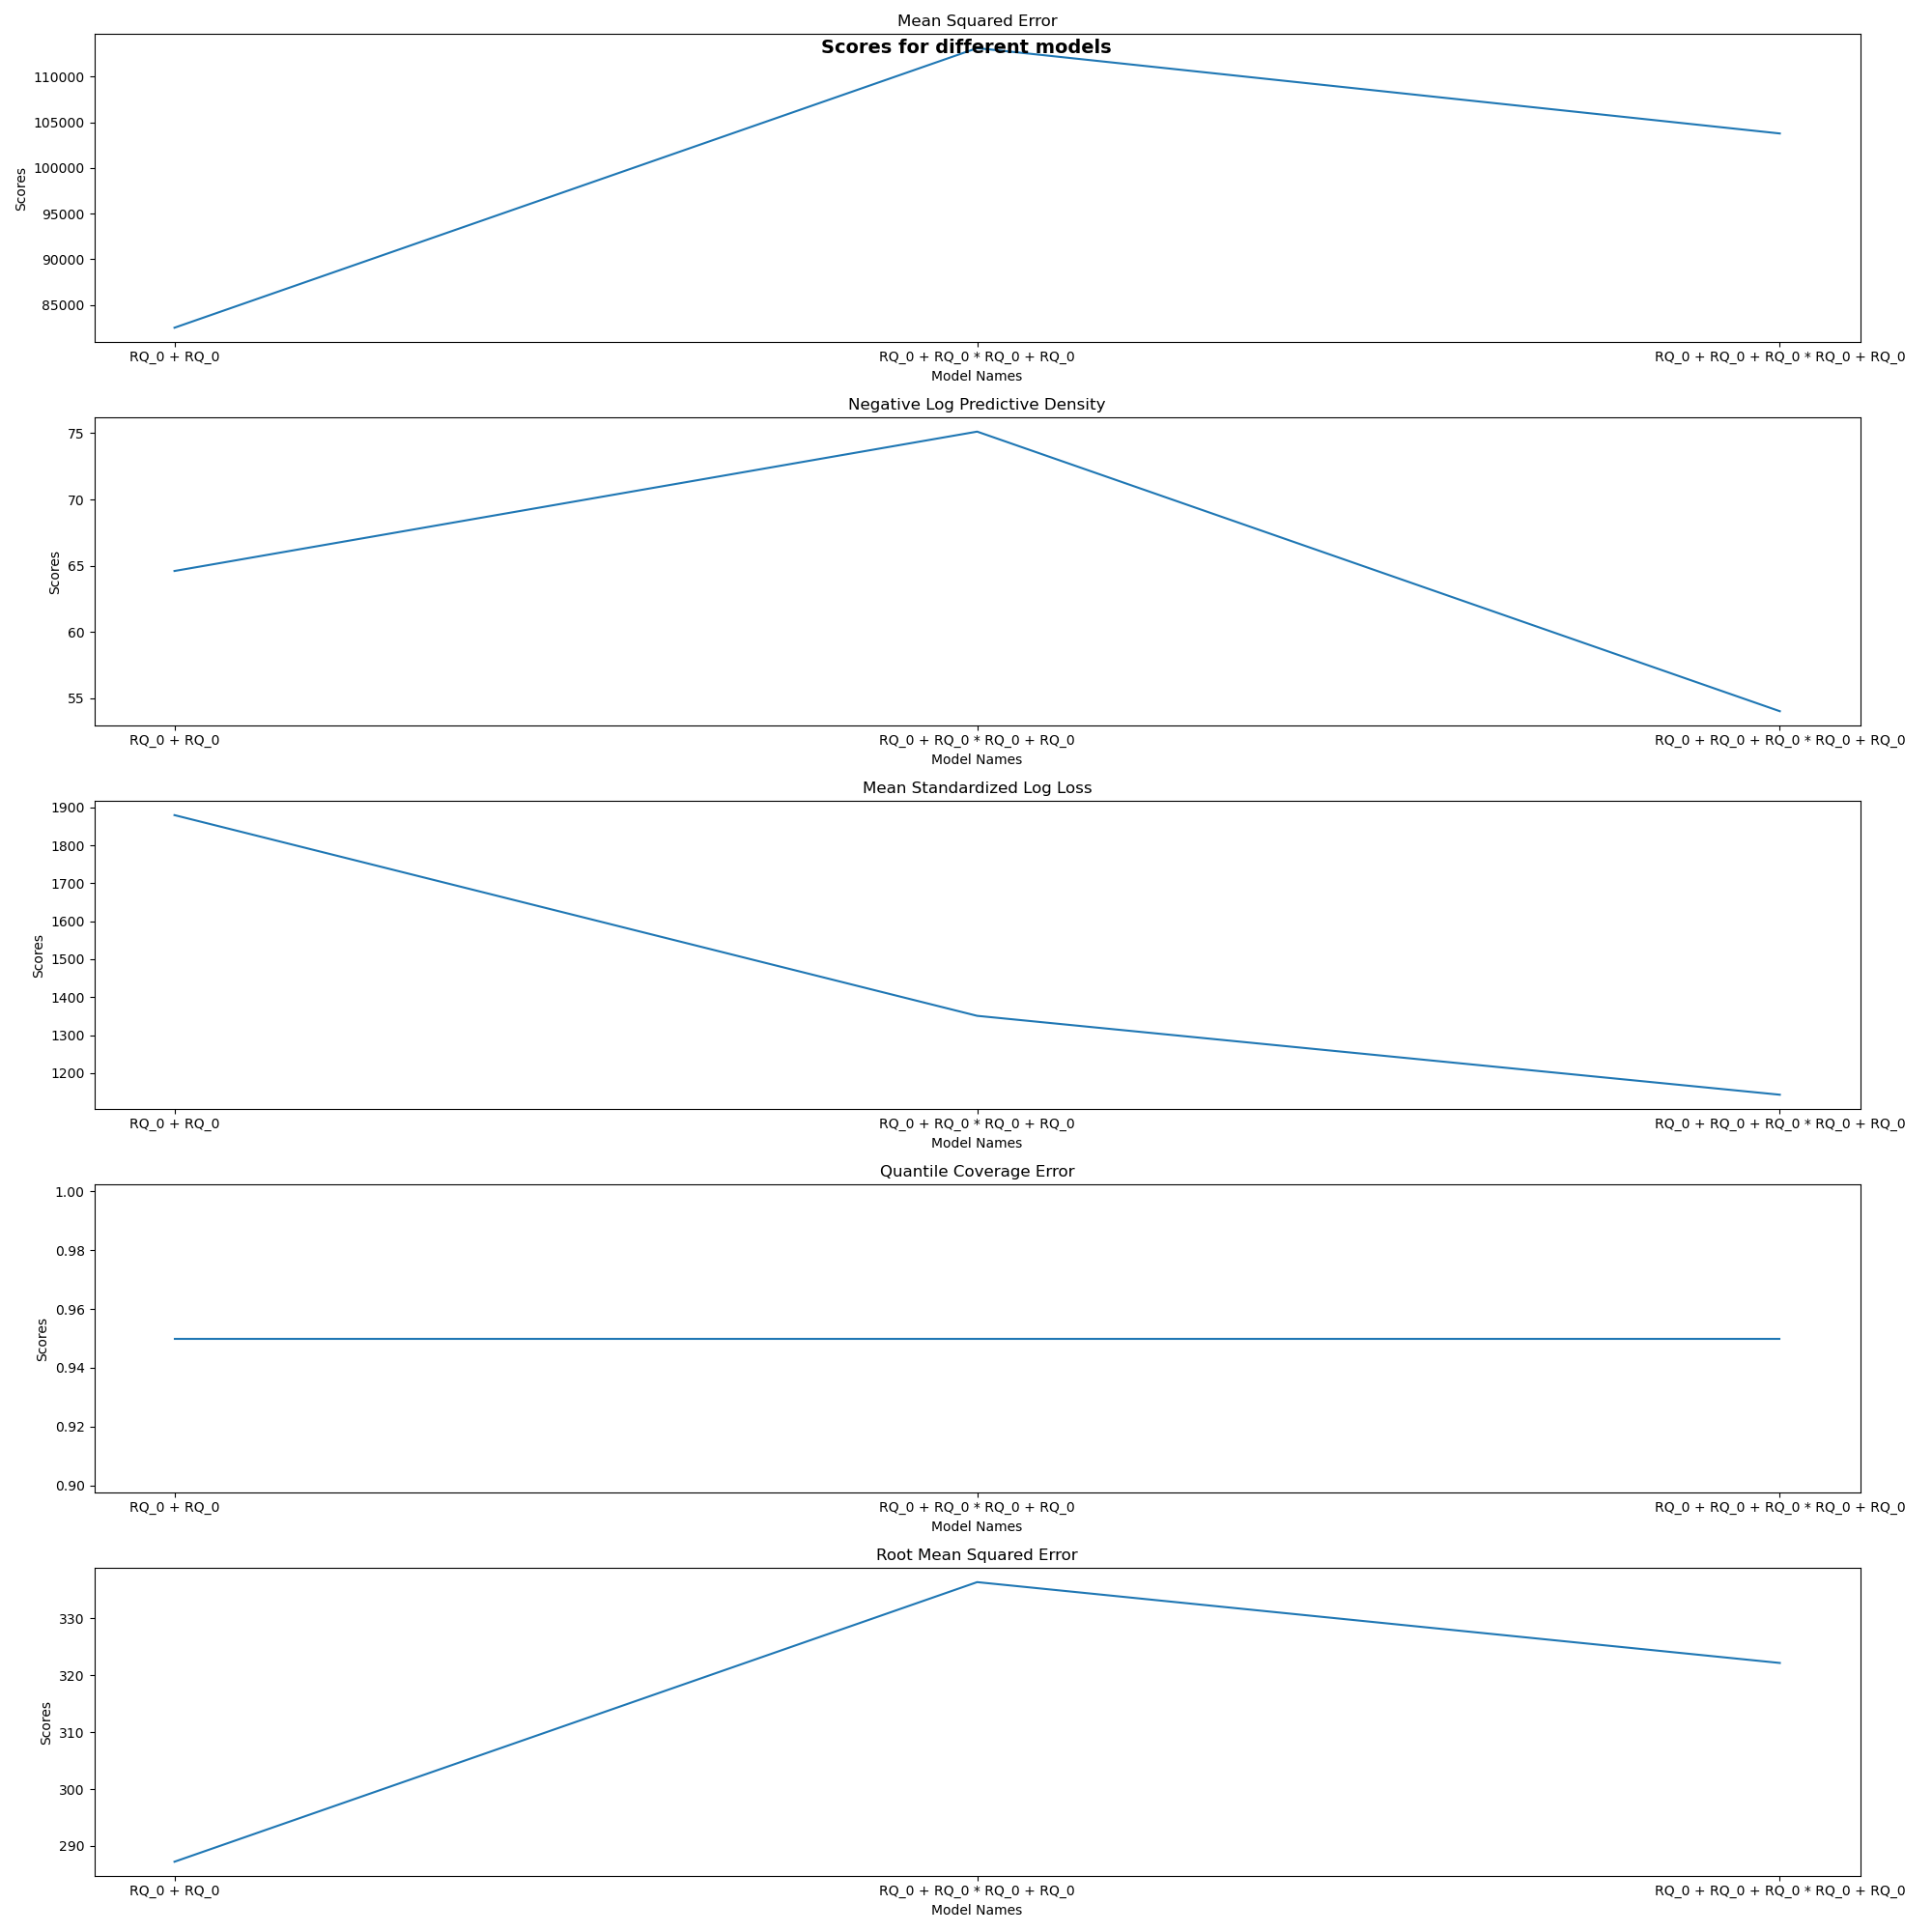 Mean Squared Error
Scores for different models
110000
105000
100000
95000
90000
85000
Scores
RQ_0 + RQ_0
RQ_0 + RQ_0 * RQ_0 + RQ_0
RQ_0 + RQ_0 + RQ_0 * RQ_0 + RQ_0
Model Names
Negative Log Predictive Density
75
70
65
60
55
Scores
RQ_0 + RQ_0
RQ_0 + RQ_0 * RQ_0 + RQ_0
RQ_0 + RQ_0 + RQ_0 * RQ_0 + RQ_0
Model Names
Mean Standardized Log Loss
1900
1800
1700
1600
1500
1400
1300
1200
Scores
RQ_0 + RQ_0
RQ_0 + RQ_0 * RQ_0 + RQ_0
RQ_0 + RQ_0 + RQ_0 * RQ_0 + RQ_0
Model Names
Quantile Coverage Error
1.00
0.98
0.96
0.94
0.92
0.90
Scores
RQ_0 + RQ_0
RQ_0 + RQ_0 * RQ_0 + RQ_0
RQ_0 + RQ_0 + RQ_0 * RQ_0 + RQ_0
Model Names
Root Mean Squared Error
330
320
310
300
290
Scores
RQ_0 + RQ_0
RQ_0 + RQ_0 * RQ_0 + RQ_0
RQ_0 + RQ_0 + RQ_0 * RQ_0 + RQ_0
Model Names